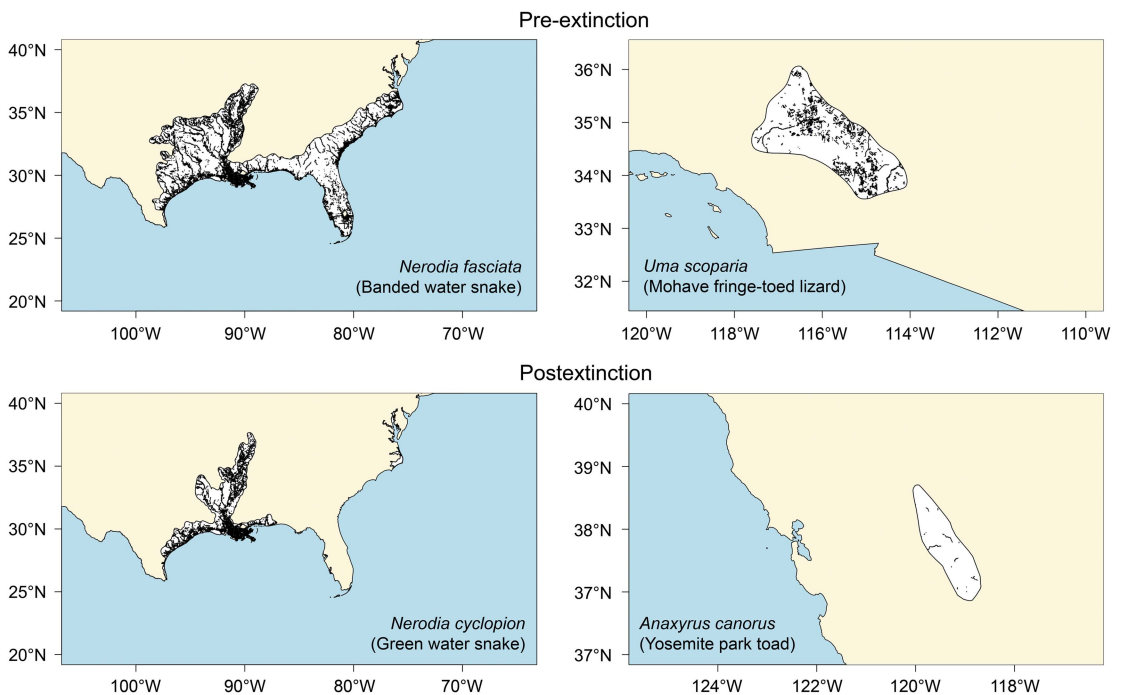 Pre-extinction
40°N
35°N
30°N
25°N
20°N
Nerodia fasciata
(Banded water snake)
100°W 90°W 80°W 70°W
36°N
35°N
34°N
33°N
32°N
Uma scoparia
(Mohave fringe-toed lizard)
120°W 118°W 116°W 114°W 112°W 110°W
Postextinction
40°N
35°N
30°N
25°N
20°N
Nerodia cyclopion
(Green water snake)
100°W 90°W 80°W 70°W
40°N
39°N
38°N
37°N
37°N
Anaxyrus canorus
(Yosemite park toad)
124°W 122°W 120°W 118°W